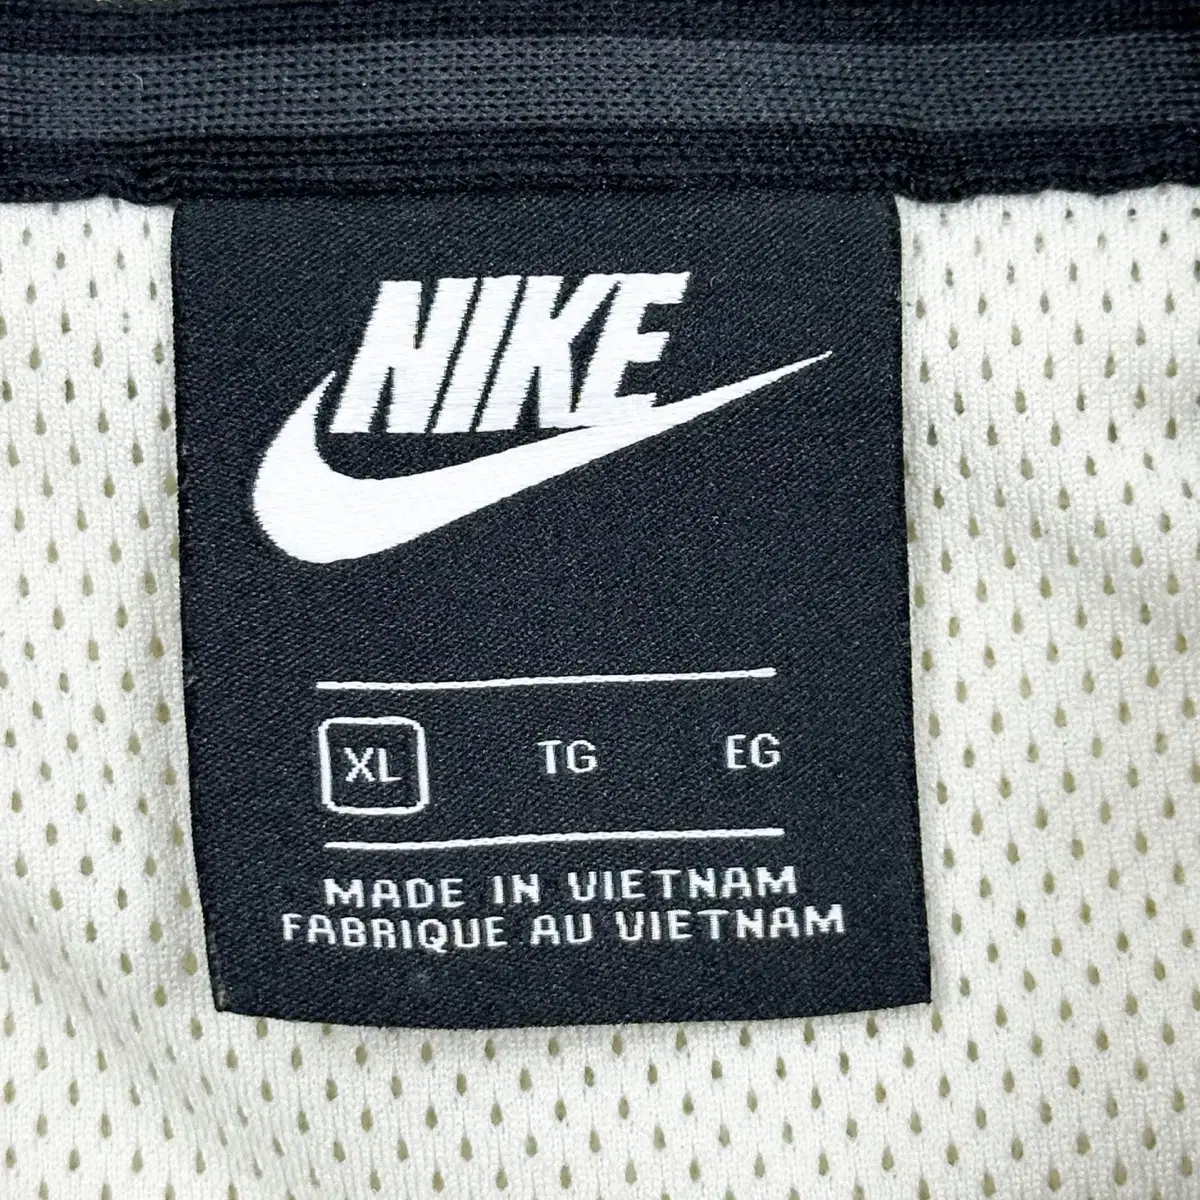 NIKE
XL TG EG
MADE IN VIETNAM
FABRIQUE AU VIETNAM